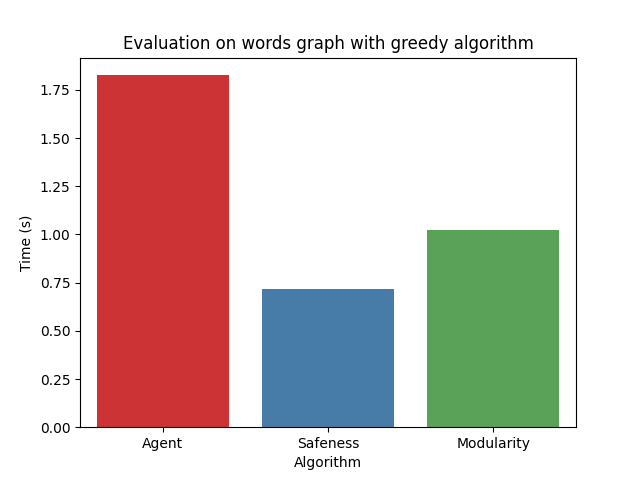 Evaluation on words graph with greedy algorithm
Time (s)
1.75
1.50
1.25
1.00
0.75
0.50
0.25
0.00
Agent Safeness Modularity
Algorithm